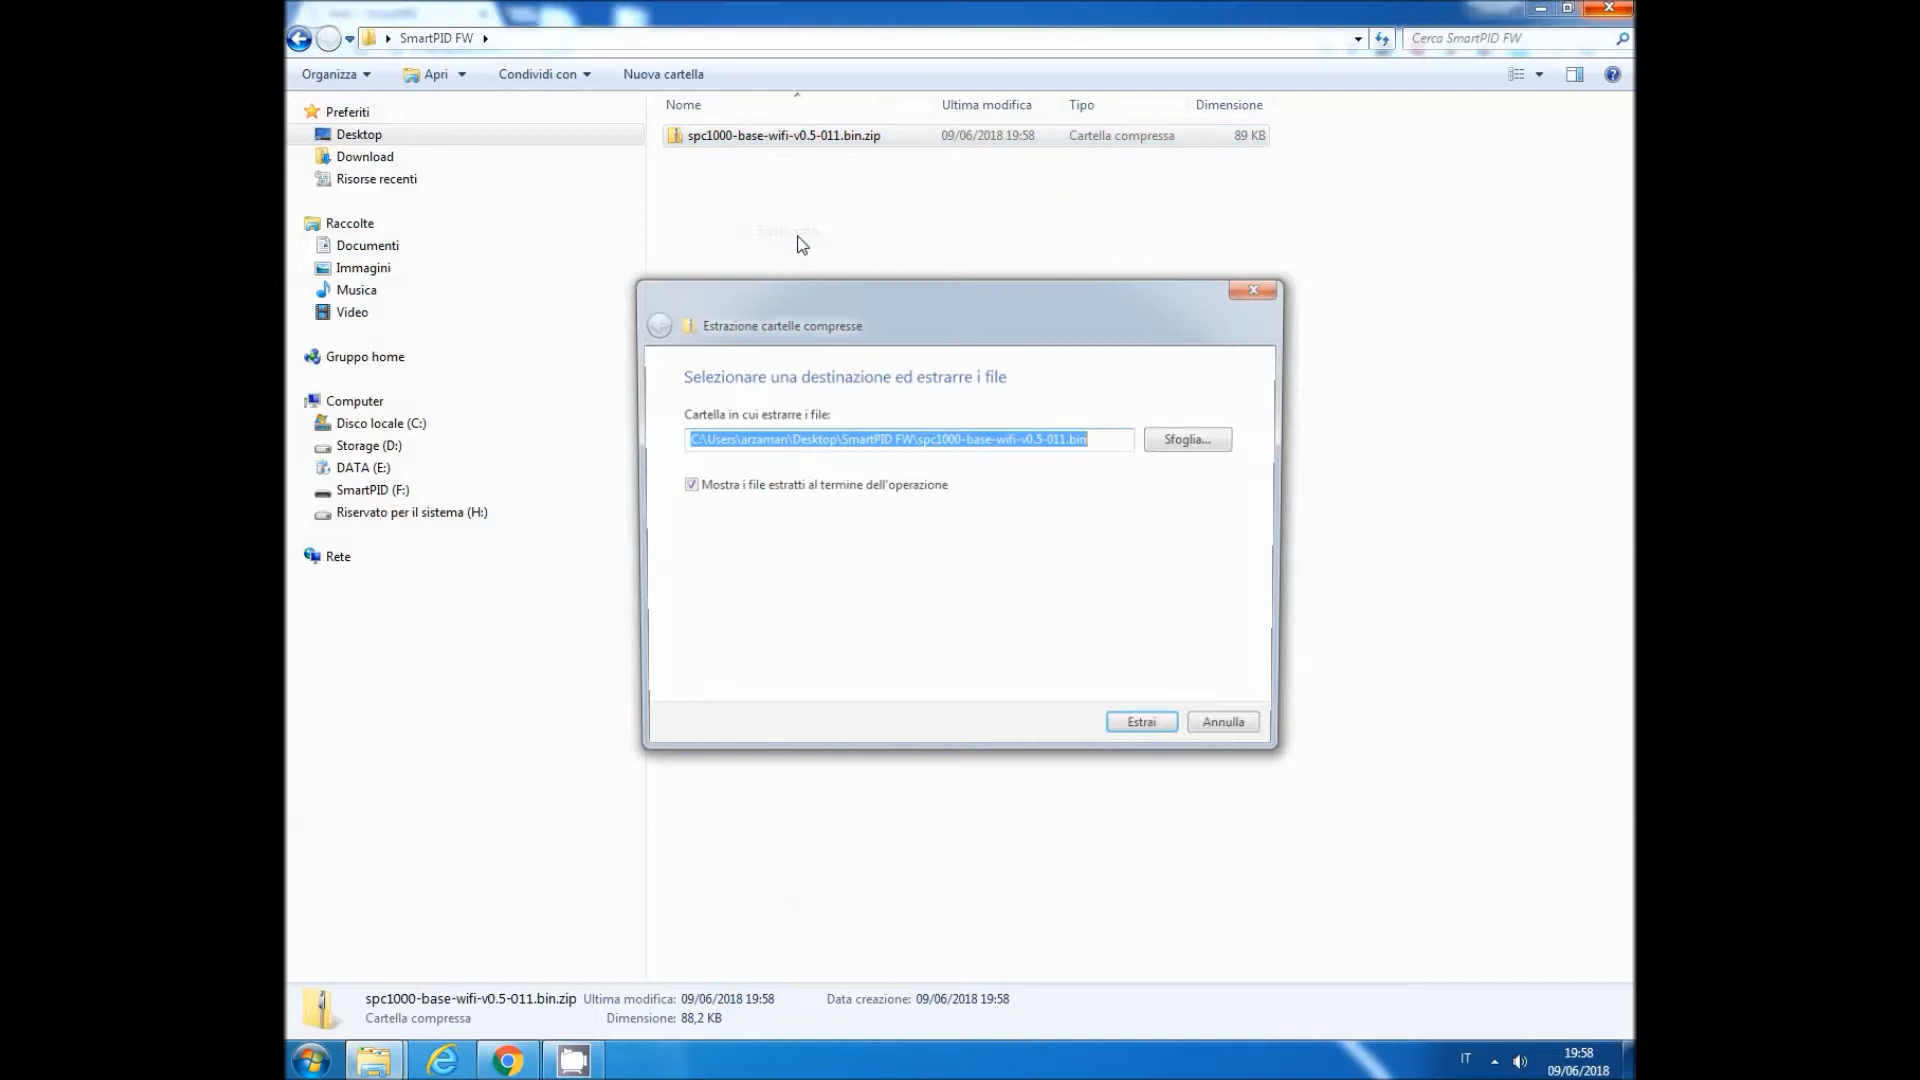 SmartPID FW
Cerca SmartPID FW
Organizza
Apri
Condividi con
Nuova cartella
Preferiti
Desktop
Download
Risorse recenti
Raccolte
Documenti
Immagini
Musica
Video
Gruppo home
Computer
Disco locale (C:)
Storage (D:)
DATA (E:)
SmartPID (F:)
Riservato per il sistema (H:)
Rete
Nome Ultima modifica Tipo Dimensione
spc1000-base-wifi-v0.5-011.bin.zip 09/06/2018 19:58 Cartella compressa 89 KB
Estrazione cartelle compresse
Selezionare una destinazione ed estrarre i file
Cartella in cui estrarre i file:
C:\Users\arzaman\Desktop\SmartPID FW\spc1000-base-wifi-v0.5-011.bin
Sfoglia...
Mostra i file estratti al termine dell'operazione
Estrai Annulla
spc1000-base-wifi-v0.5-011.bin.zip Ultima modifica: 09/06/2018 19:58 Data creazione: 09/06/2018 19:58
Cartella compressa Dimensione: 88,2 KB
IT
19:58
09/06/2018